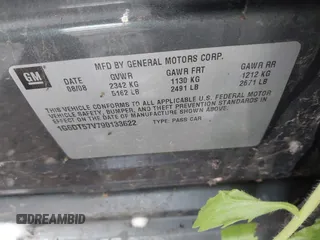 GM
MFD BY GENERAL MOTORS CORP.
DATE GVWR GAWR FRT GAWR RR
08/08 2342 KG 1130 KG 1212 KG
5162 LB 2491 LB 2671 LB
THIS VEHICLE CONFORMS TO ALL APPLICABLE U.S. FEDERAL MOTOR
VEHICLE SAFETY, BUMPER, AND THEFT PREVENTION STANDARDS
IN EFFECT ON THE DATE OF MANUFACTURE SHOWN ABOVE.
1G6DT57V790133622 TYPE: PASS CAR
DREAMBID